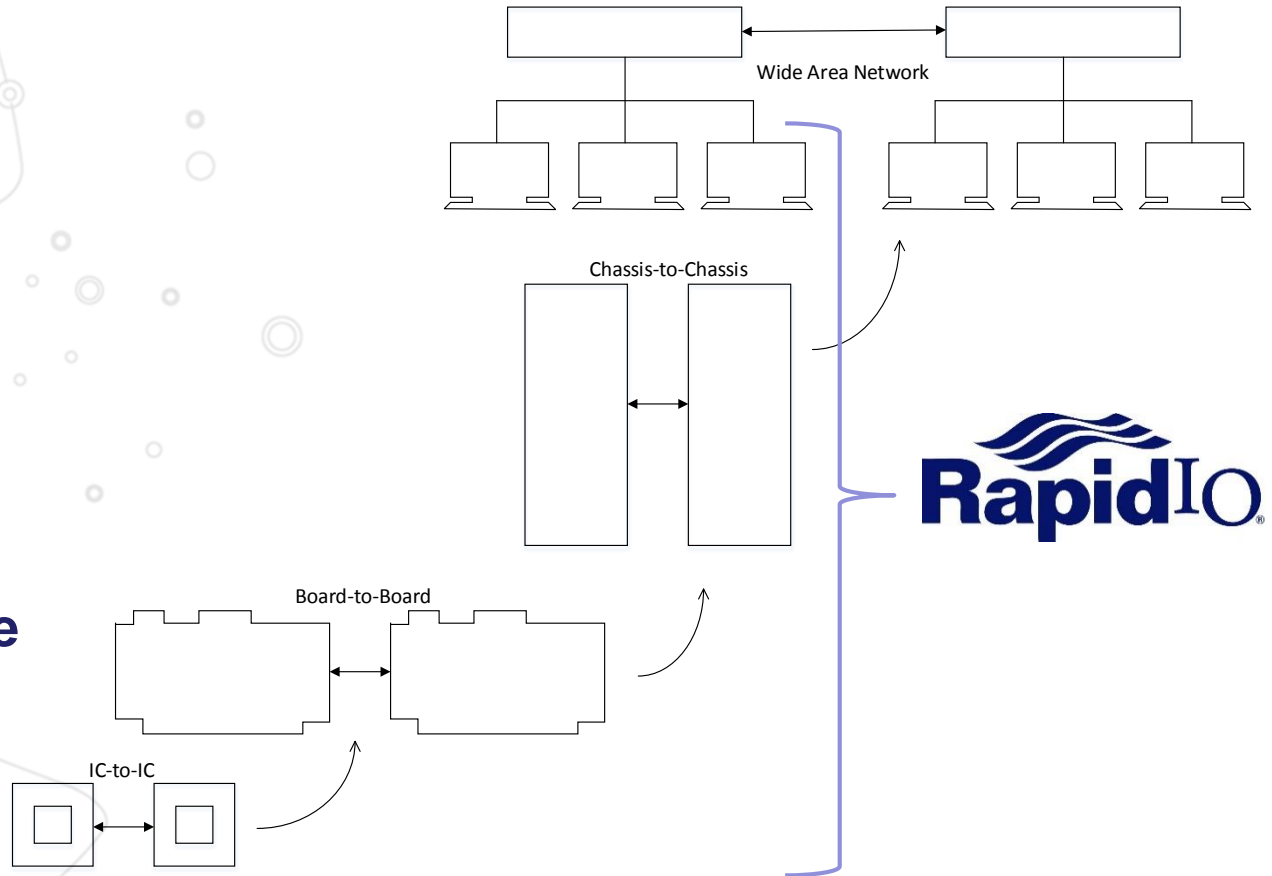 Wide Area Network
Chassis-to-Chassis
RapidIO®
Board-to-Board
e
IC-to-IC